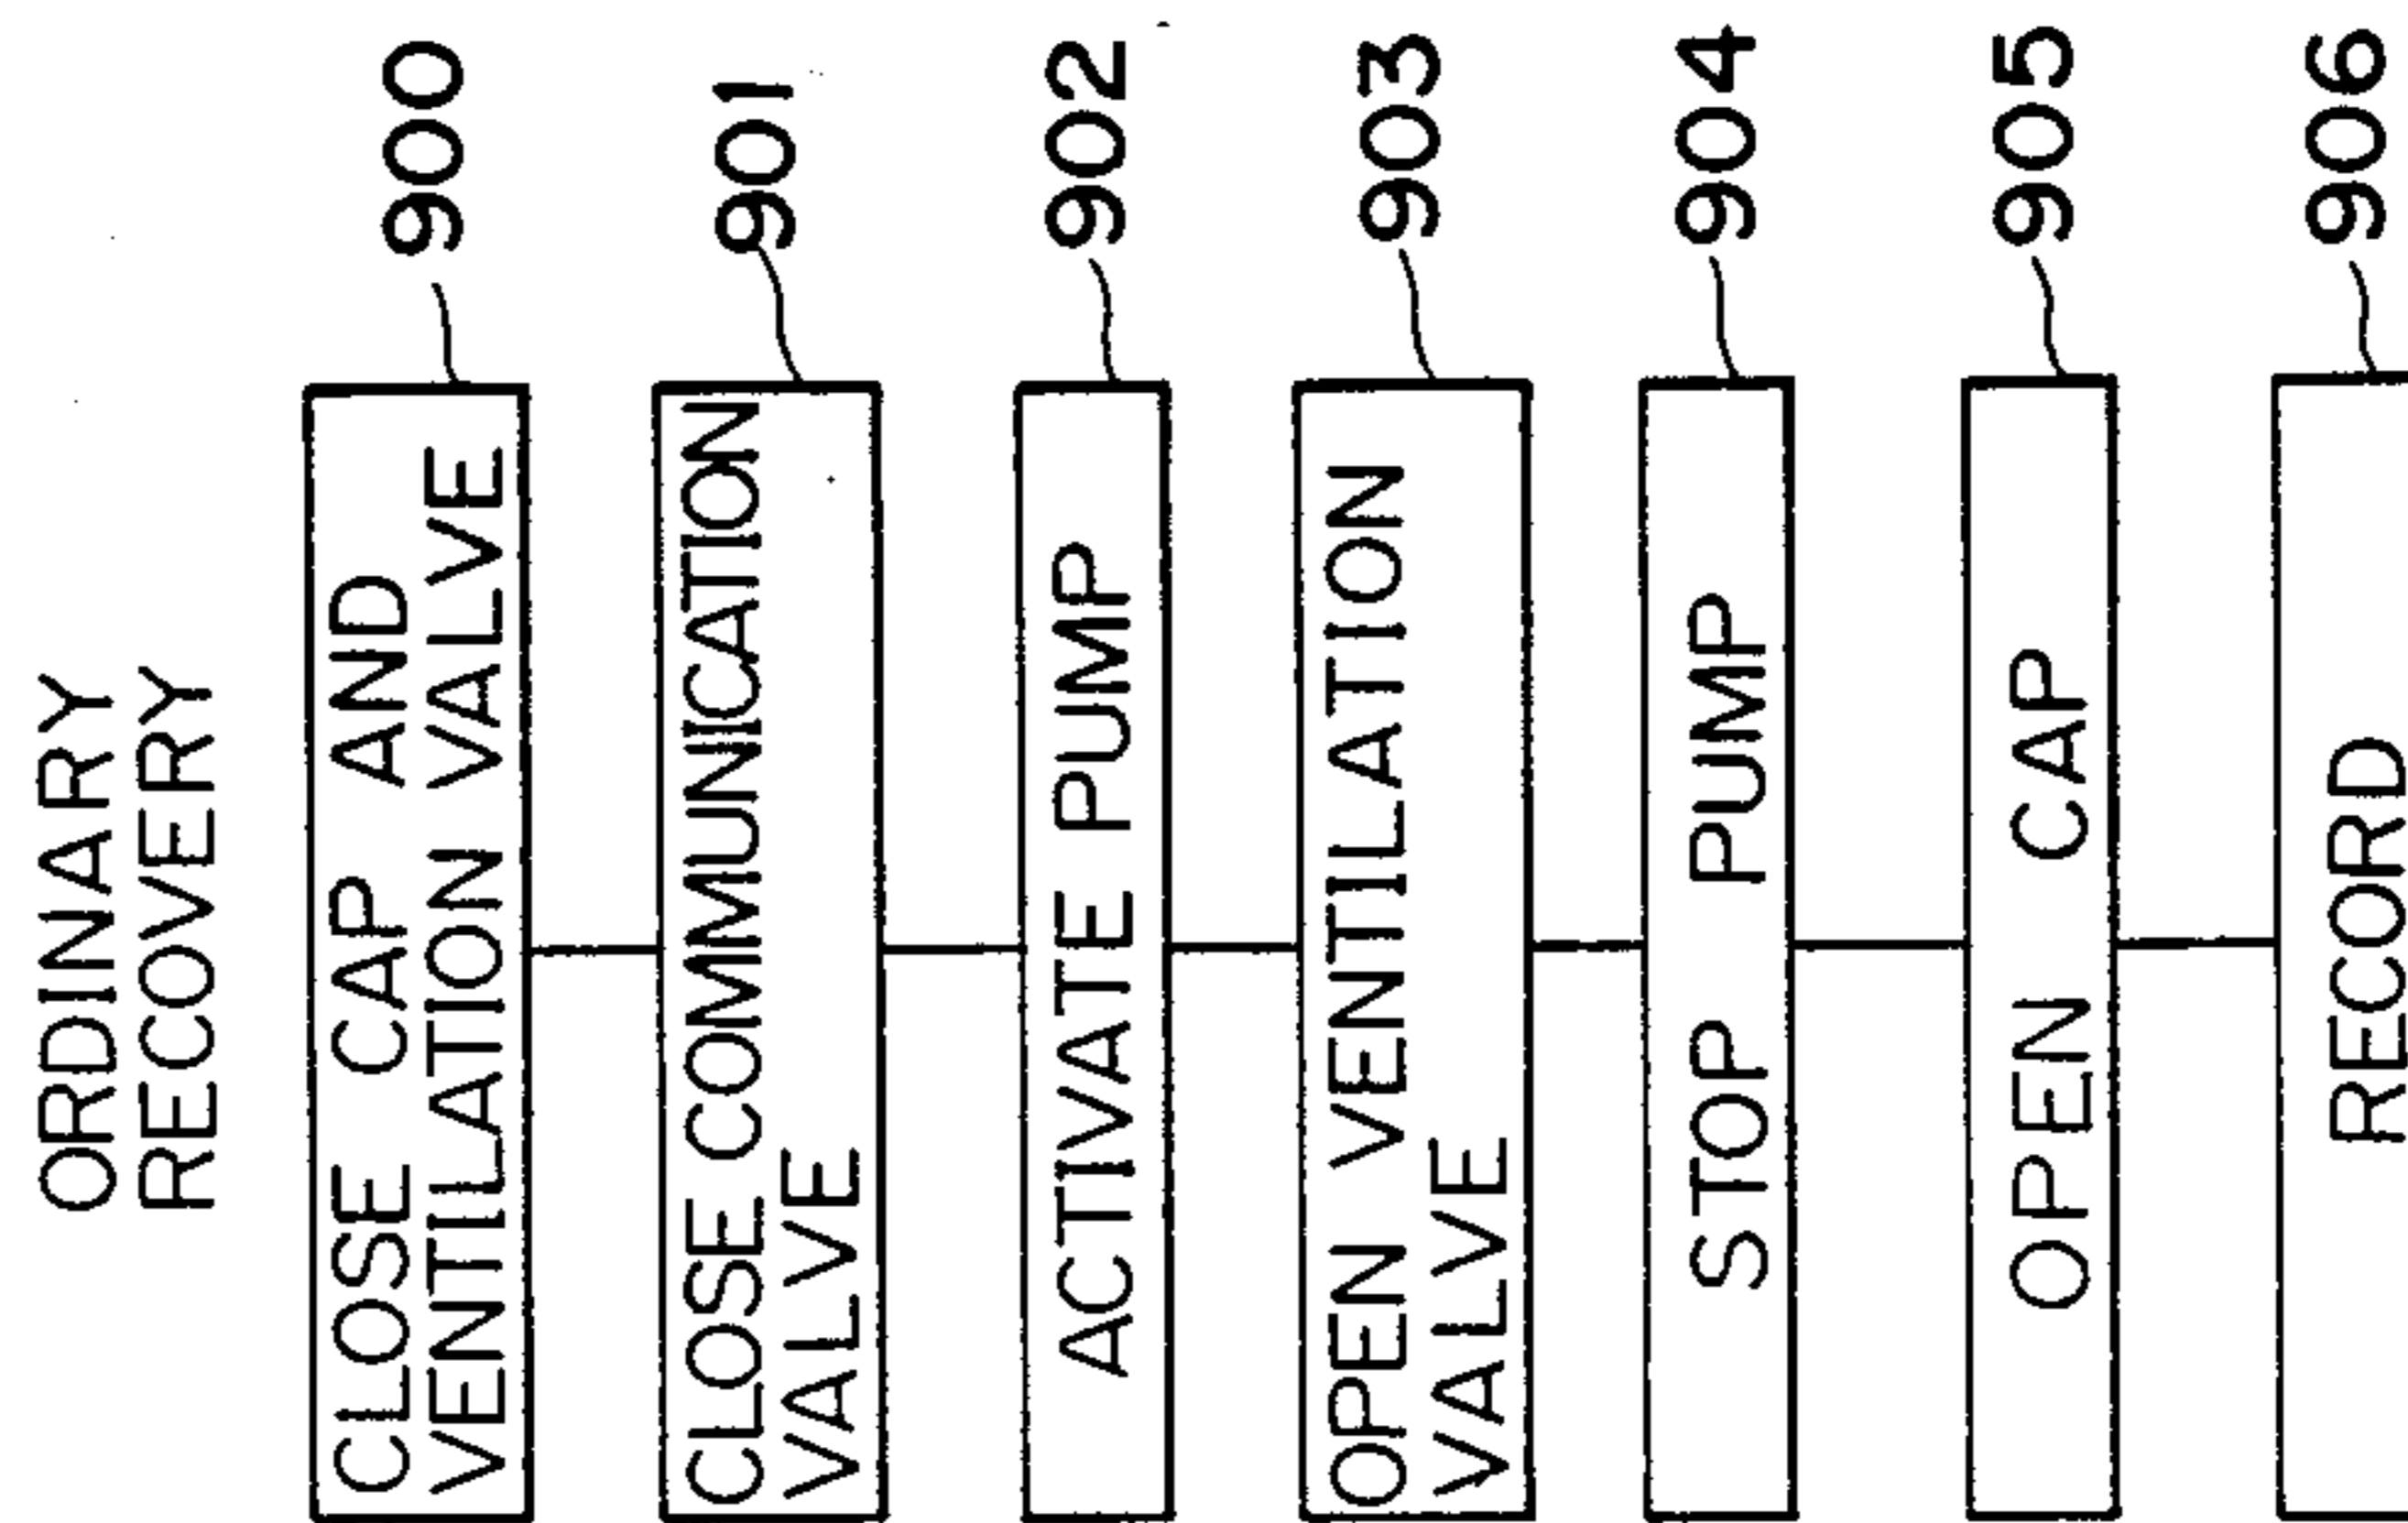 ORDINARY
RECOVERY
CLOSE CAP AND
VENTILATION VALVE
900
CLOSE COMMUNICATION
VALVE
901
ACTIVATE PUMP
902
OPEN VENTILATION
VALVE
903
STOP PUMP
904
OPEN CAP
905
RECORD
906